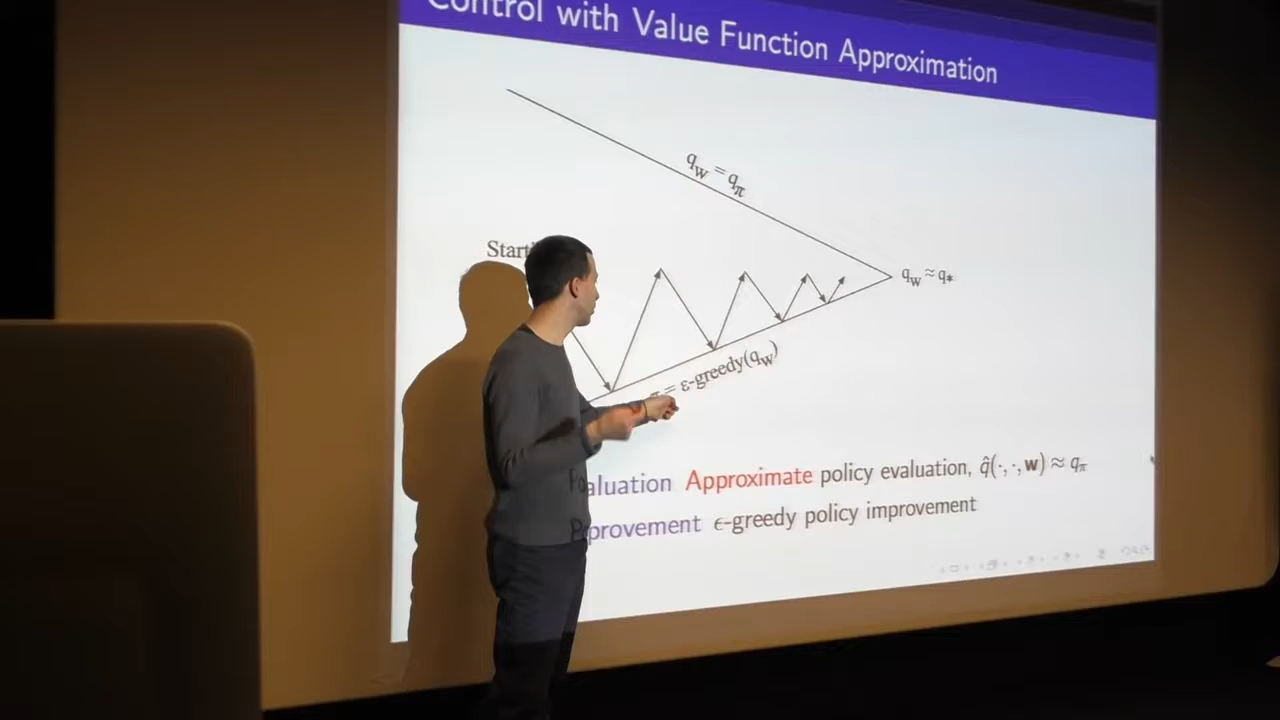 Control with Value Function Approximation
q_w = q_π
Start
q_w ≈ q_*
= ε-greedy(q_w)
aluation Approximate policy evaluation, q̂(·, ·, w) ≈ q_π
provement ϵ-greedy policy improvement